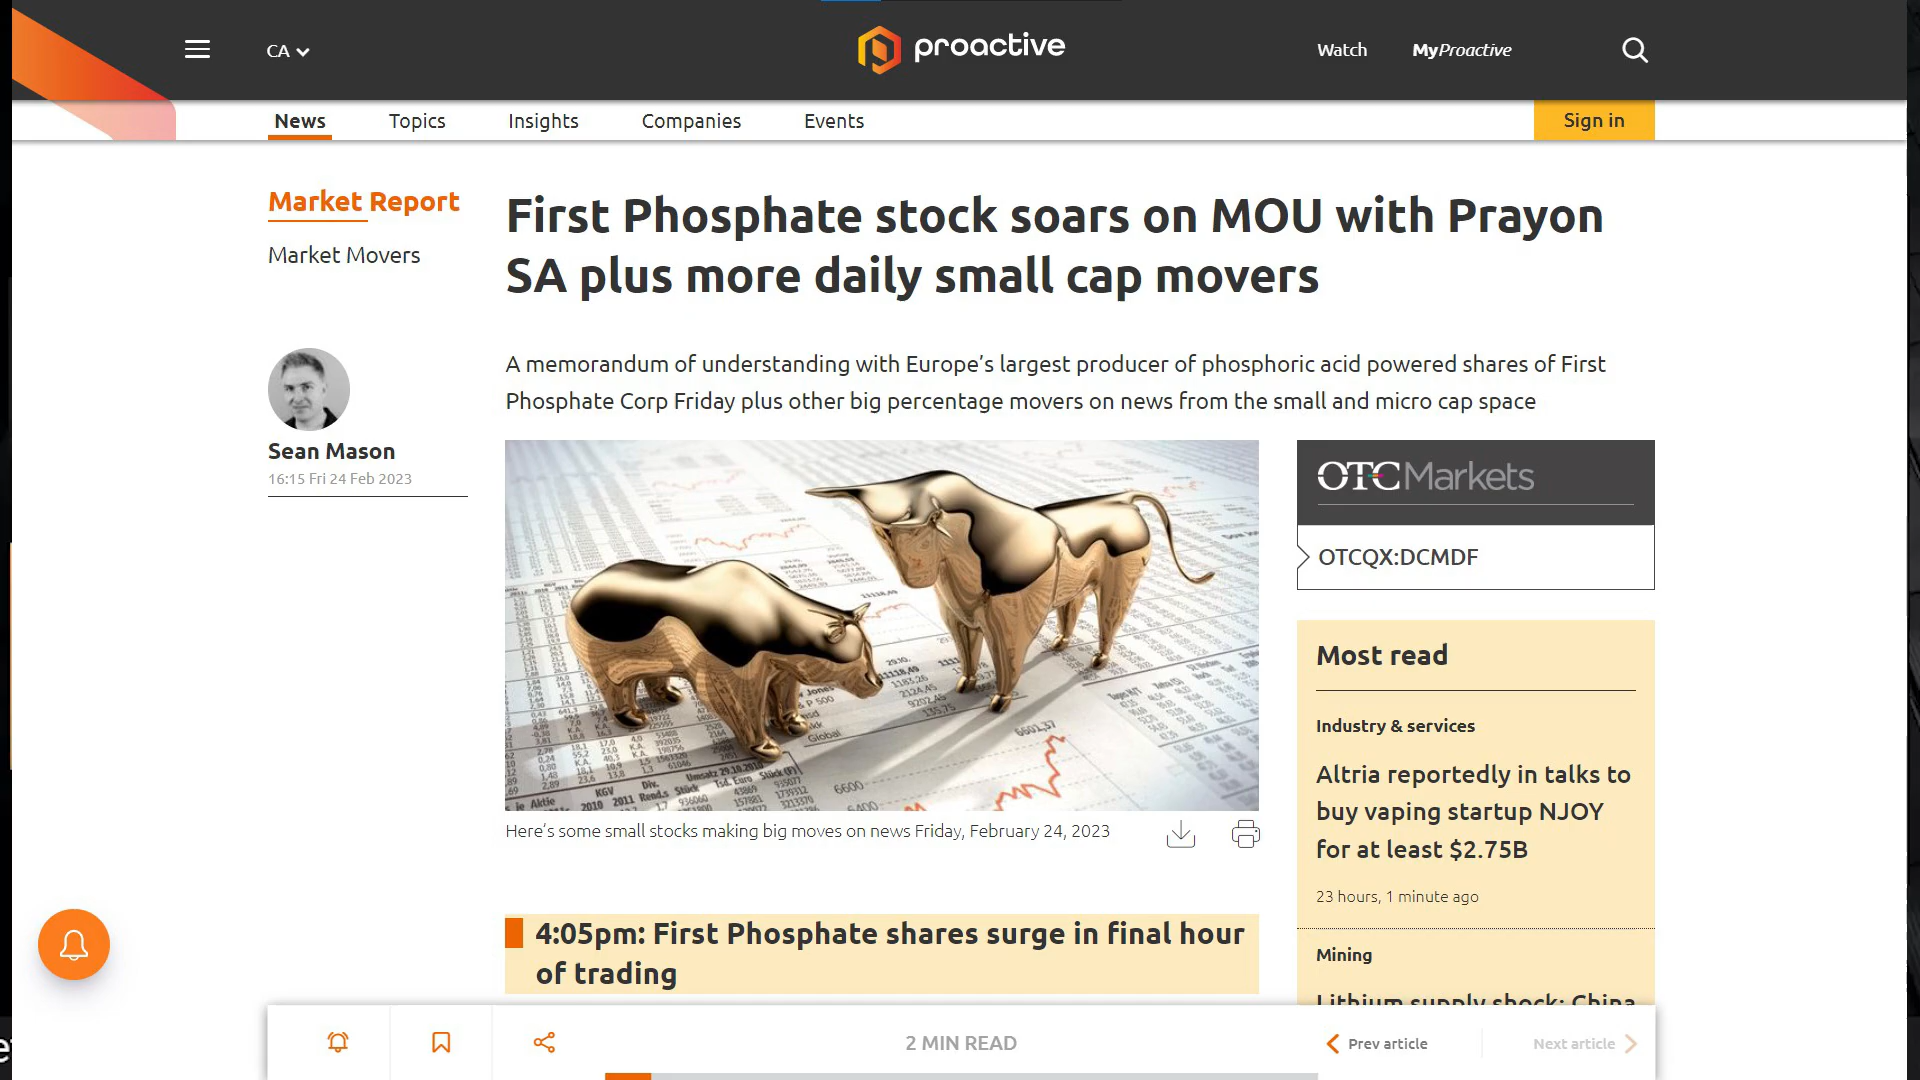 CA
proactive
Watch
MyProactive
News
Topics
Insights
Companies
Events
Sign in
Market Report
Market Movers
First Phosphate stock soars on MOU with Prayon
SA plus more daily small cap movers
Sean Mason
16:15 Fri 24 Feb 2023
A memorandum of understanding with Europe’s largest producer of phosphoric acid powered shares of First
Phosphate Corp Friday plus other big percentage movers on news from the small and micro cap space
Here’s some small stocks making big moves on news Friday, February 24, 2023
4:05pm: First Phosphate shares surge in final hour
of trading
OTC Markets
OTCQX:DCMDF
Most read
Industry & services
Altria reportedly in talks to
buy vaping startup NJOY
for at least $2.75B
23 hours, 1 minute ago
Mining
Lithium supply shock: China
2 MIN READ
Prev article
Next article